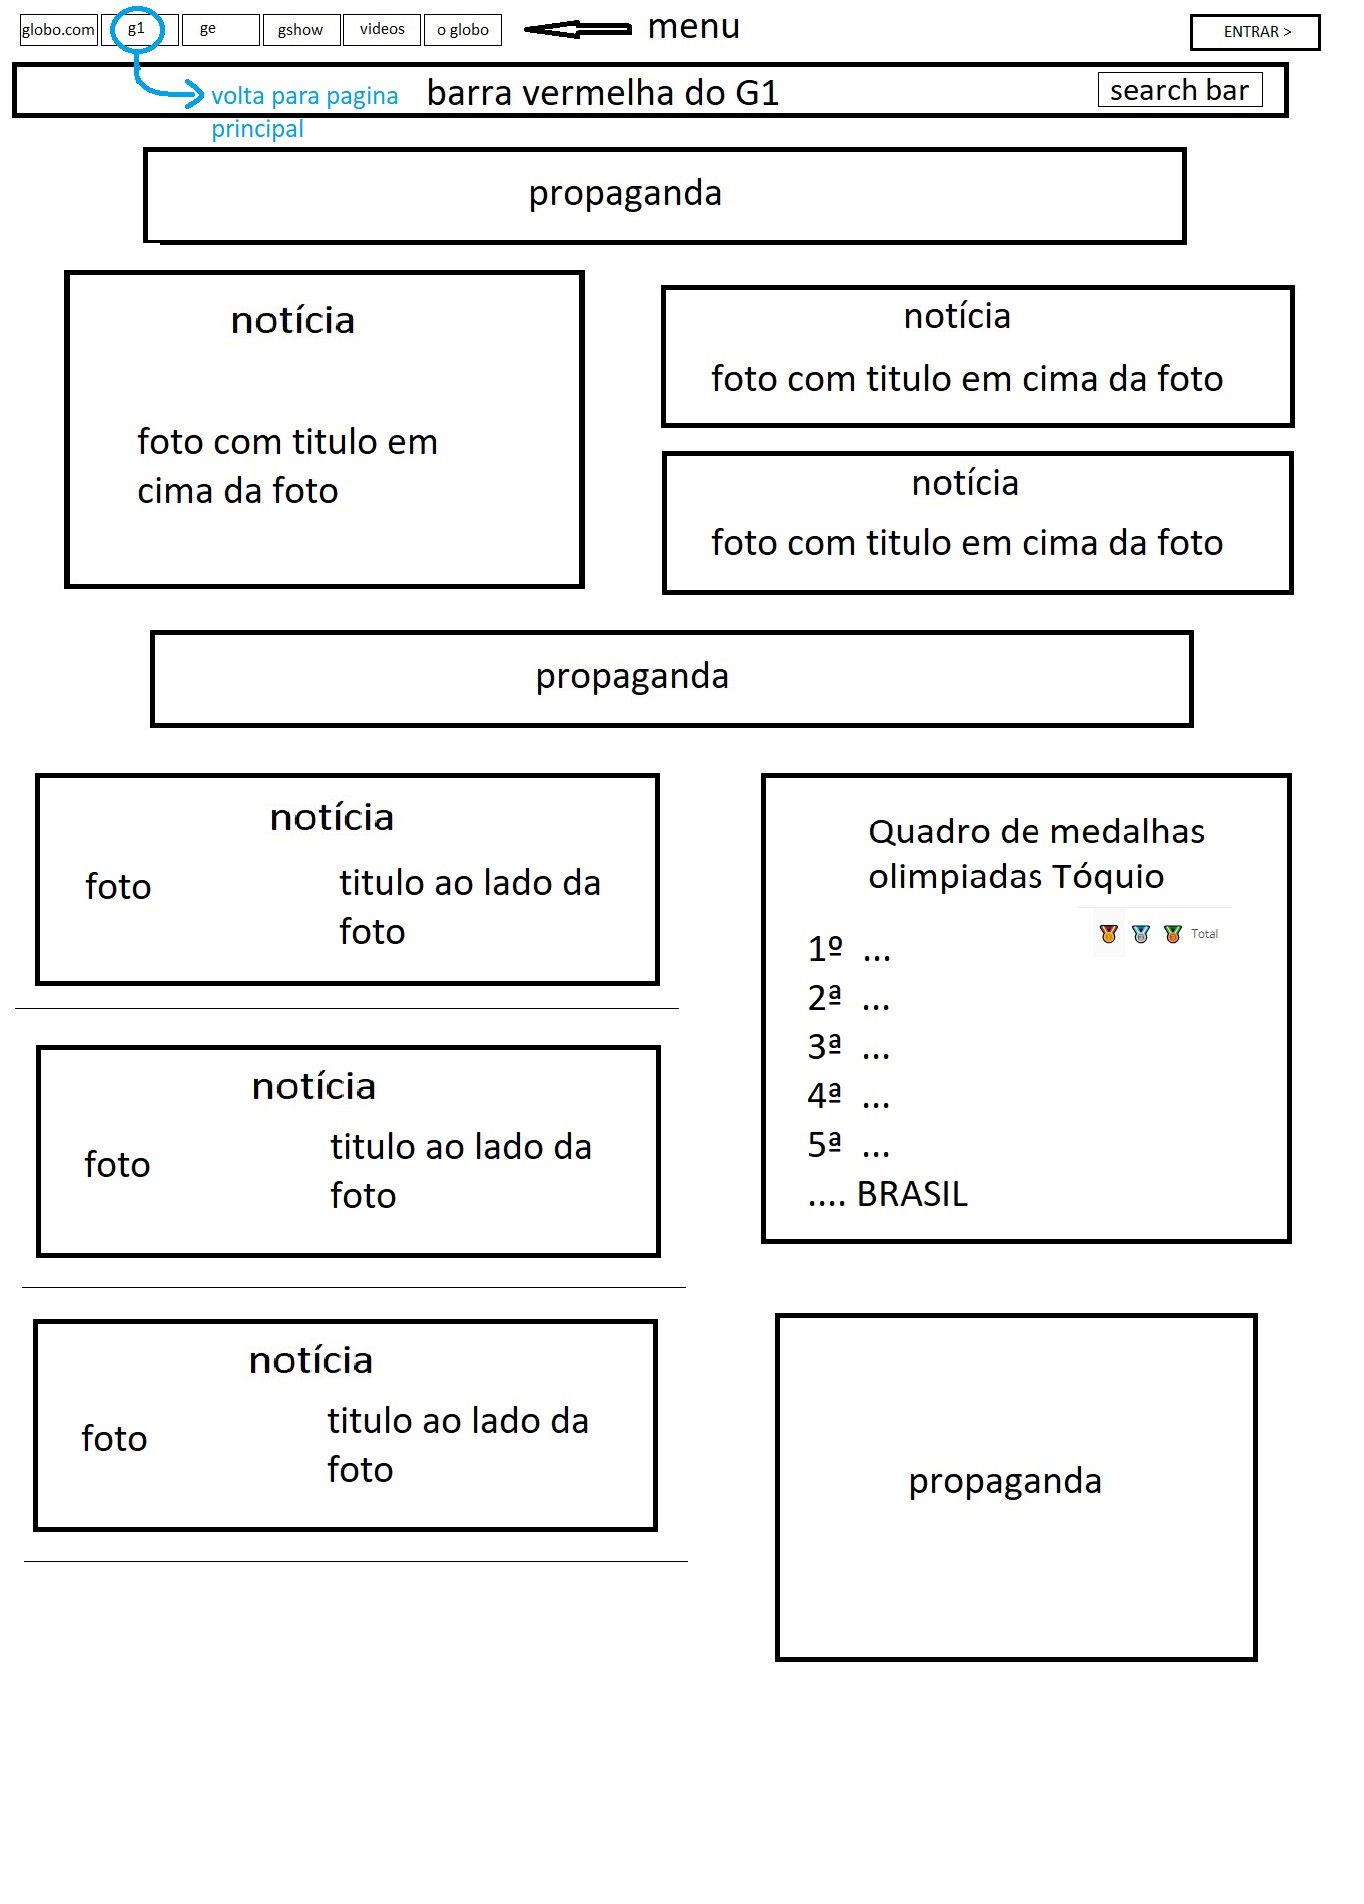 globo.com g1 ge gshow videos o globo menu ENTRAR >
volta para pagina
principal
barra vermelha do G1
search bar
propaganda
notícia
foto com titulo em
cima da foto
notícia
foto com titulo em cima da foto
notícia
foto com titulo em cima da foto
propaganda
notícia
foto
titulo ao lado da
foto
Quadro de medalhas
olimpiadas Tóquio
Total
1º ...
2ª ...
3ª ...
4ª ...
5ª ...
.... BRASIL
notícia
foto
titulo ao lado da
foto
notícia
foto
titulo ao lado da
foto
propaganda